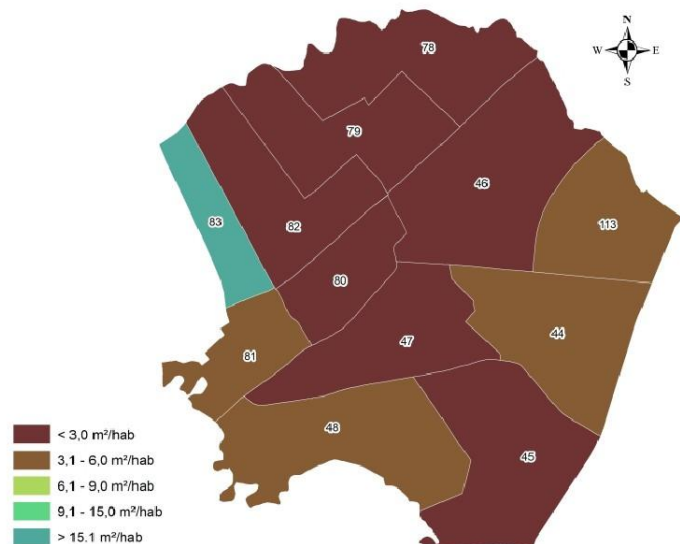 78
N
W E
S
79
46
83
82
113
80
44
47
81
48
45
< 3,0 m²/hab
3,1 - 6,0 m²/hab
6,1 - 9,0 m²/hab
9,1 - 15,0 m²/hab
> 15.1 m²/hab